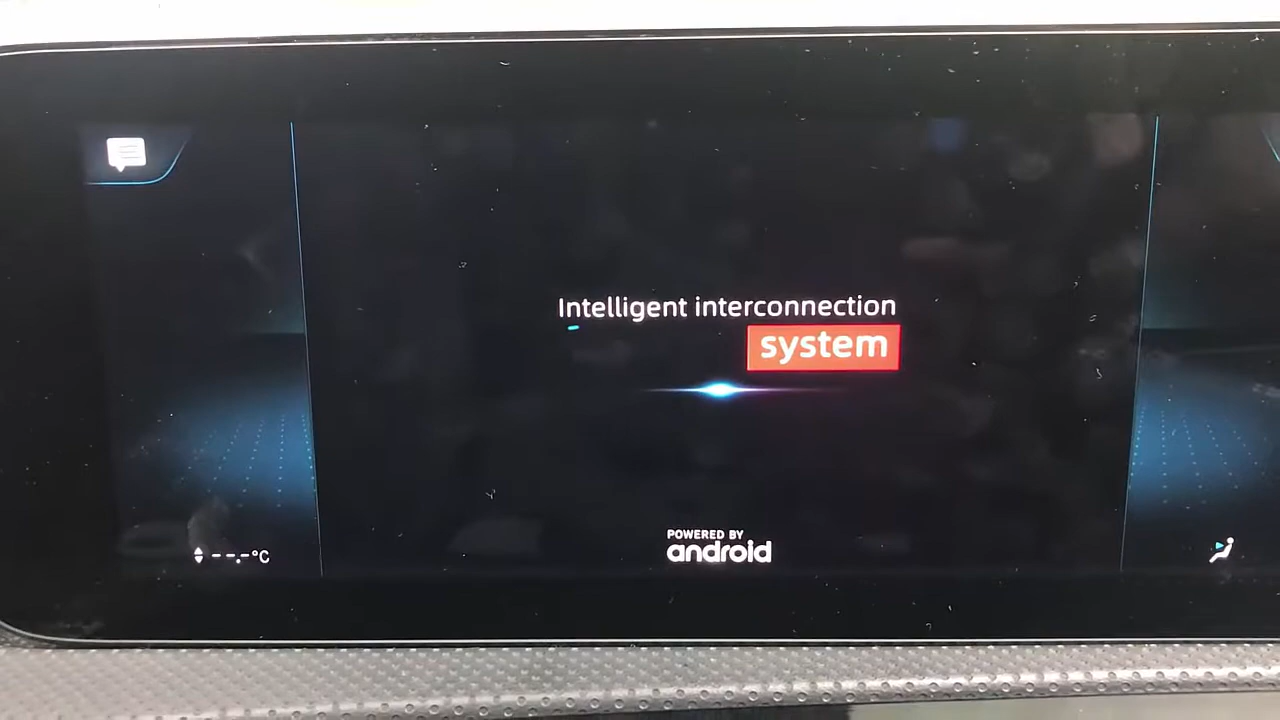 Intelligent interconnection
system
POWERED BY
android
--.-°C